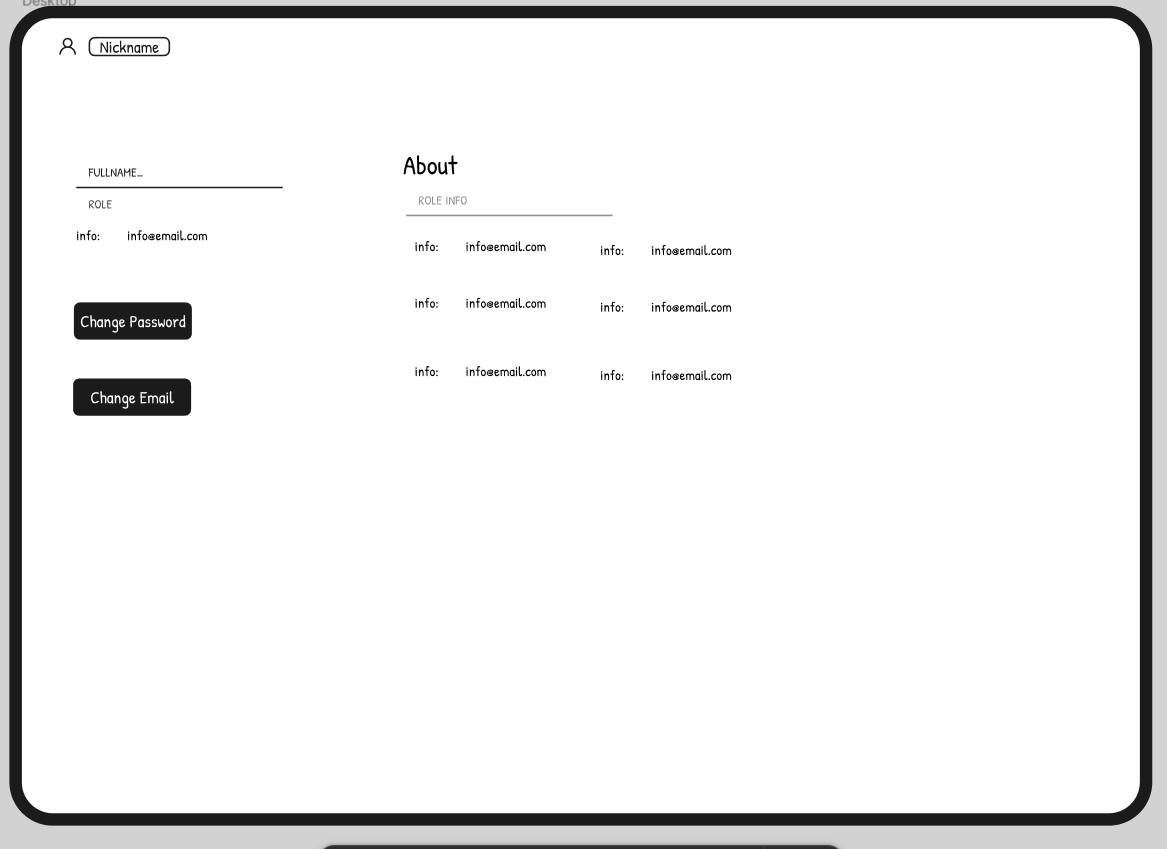 Desktop
Nickname
FULLNAME...
ROLE
info: info@email.com
Change Password
Change Email
About
ROLE INFO
info: info@email.com info: info@email.com
info: info@email.com info: info@email.com
info: info@email.com info: info@email.com